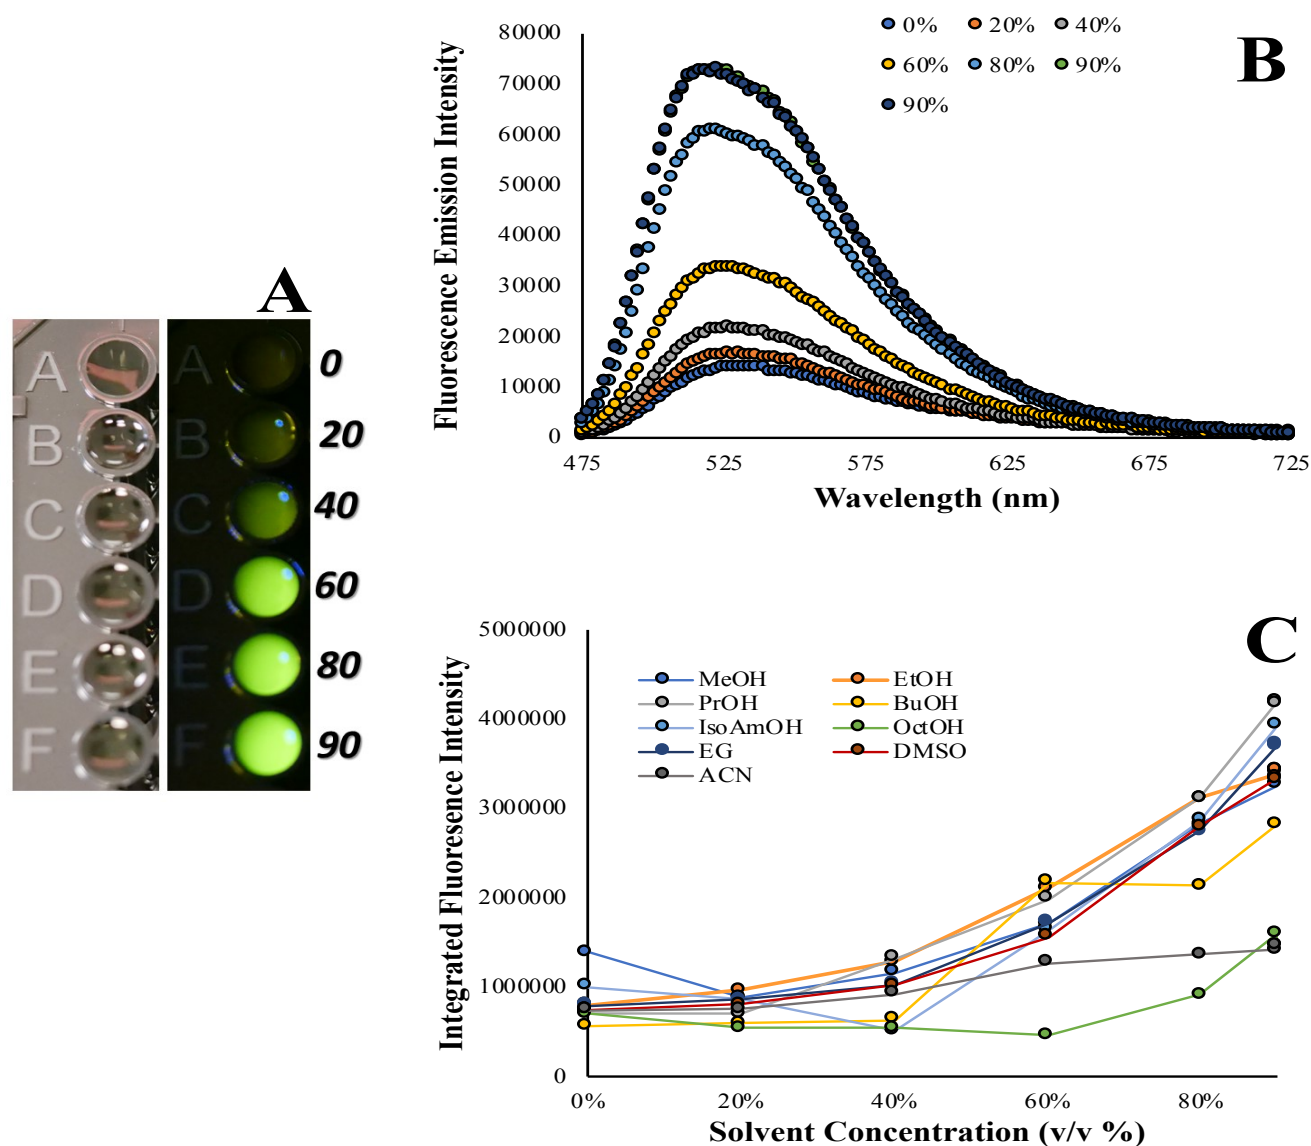 A
A
B
C
D
E
F
A
B
C
D
E
F
0
20
40
60
80
90
B
80000
70000
60000
50000
40000
30000
20000
10000
0
Fluorescence Emission Intensity
0% 20% 40%
60% 80% 90%
90%
475 525 575 625 675 725
Wavelength (nm)
C
5000000
4000000
3000000
2000000
1000000
0
Integrated Fluoresence Intensity
MeOH EtOH
PrOH BuOH
IsoAmOH OctOH
EG DMSO
ACN
0% 20% 40% 60% 80%
Solvent Concentration (v/v %)